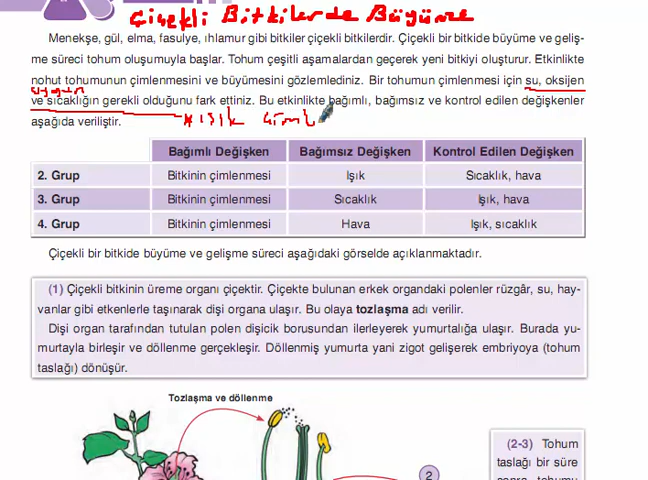 Çiçekli Bitkilerde Büyüme
Menekşe, gül, elma, fasulye, ıhlamur gibi bitkiler çiçekli bitkilerdir. Çiçekli bir bitkide büyüme ve geliş-
me süreci tohum oluşumuyla başlar. Tohum çeşitli aşamalardan geçerek yeni bitkiyi oluşturur. Etkinlikte
nohut tohumunun çimlenmesini ve büyümesini gözlemlediniz. Bir tohumun çimlenmesi için su, oksijen
uygun
ve sıcaklığın gerekli olduğunu fark ettiniz. Bu etkinlikte bağımlı, bağımsız ve kontrol edilen değişkenler
aşağıda veriliştir. *ışık çiml
Bağımlı Değişken Bağımsız Değişken Kontrol Edilen Değişken
2. Grup Bitkinin çimlenmesi Işık Sıcaklık, hava
3. Grup Bitkinin çimlenmesi Sıcaklık Işık, hava
4. Grup Bitkinin çimlenmesi Hava Işık, sıcaklık
Çiçekli bir bitkide büyüme ve gelişme süreci aşağıdaki görselde açıklanmaktadır.
(1) Çiçekli bitkinin üreme organı çiçektir. Çiçekte bulunan erkek organdaki polenler rüzgâr, su, hay-
vanlar gibi etkenlerle taşınarak dişi organa ulaşır. Bu olaya tozlaşma adı verilir.
Dişi organ tarafından tutulan polen dişicik borusundan ilerleyerek yumurtalığa ulaşır. Burada yu-
murtayla birleşir ve döllenme gerçekleşir. Döllenmiş yumurta yani zigot gelişerek embriyoya (tohum
taslağı) dönüşür.
Tozlaşma ve döllenme
2
(2-3) Tohum
taslağı bir süre
sonra tohumu